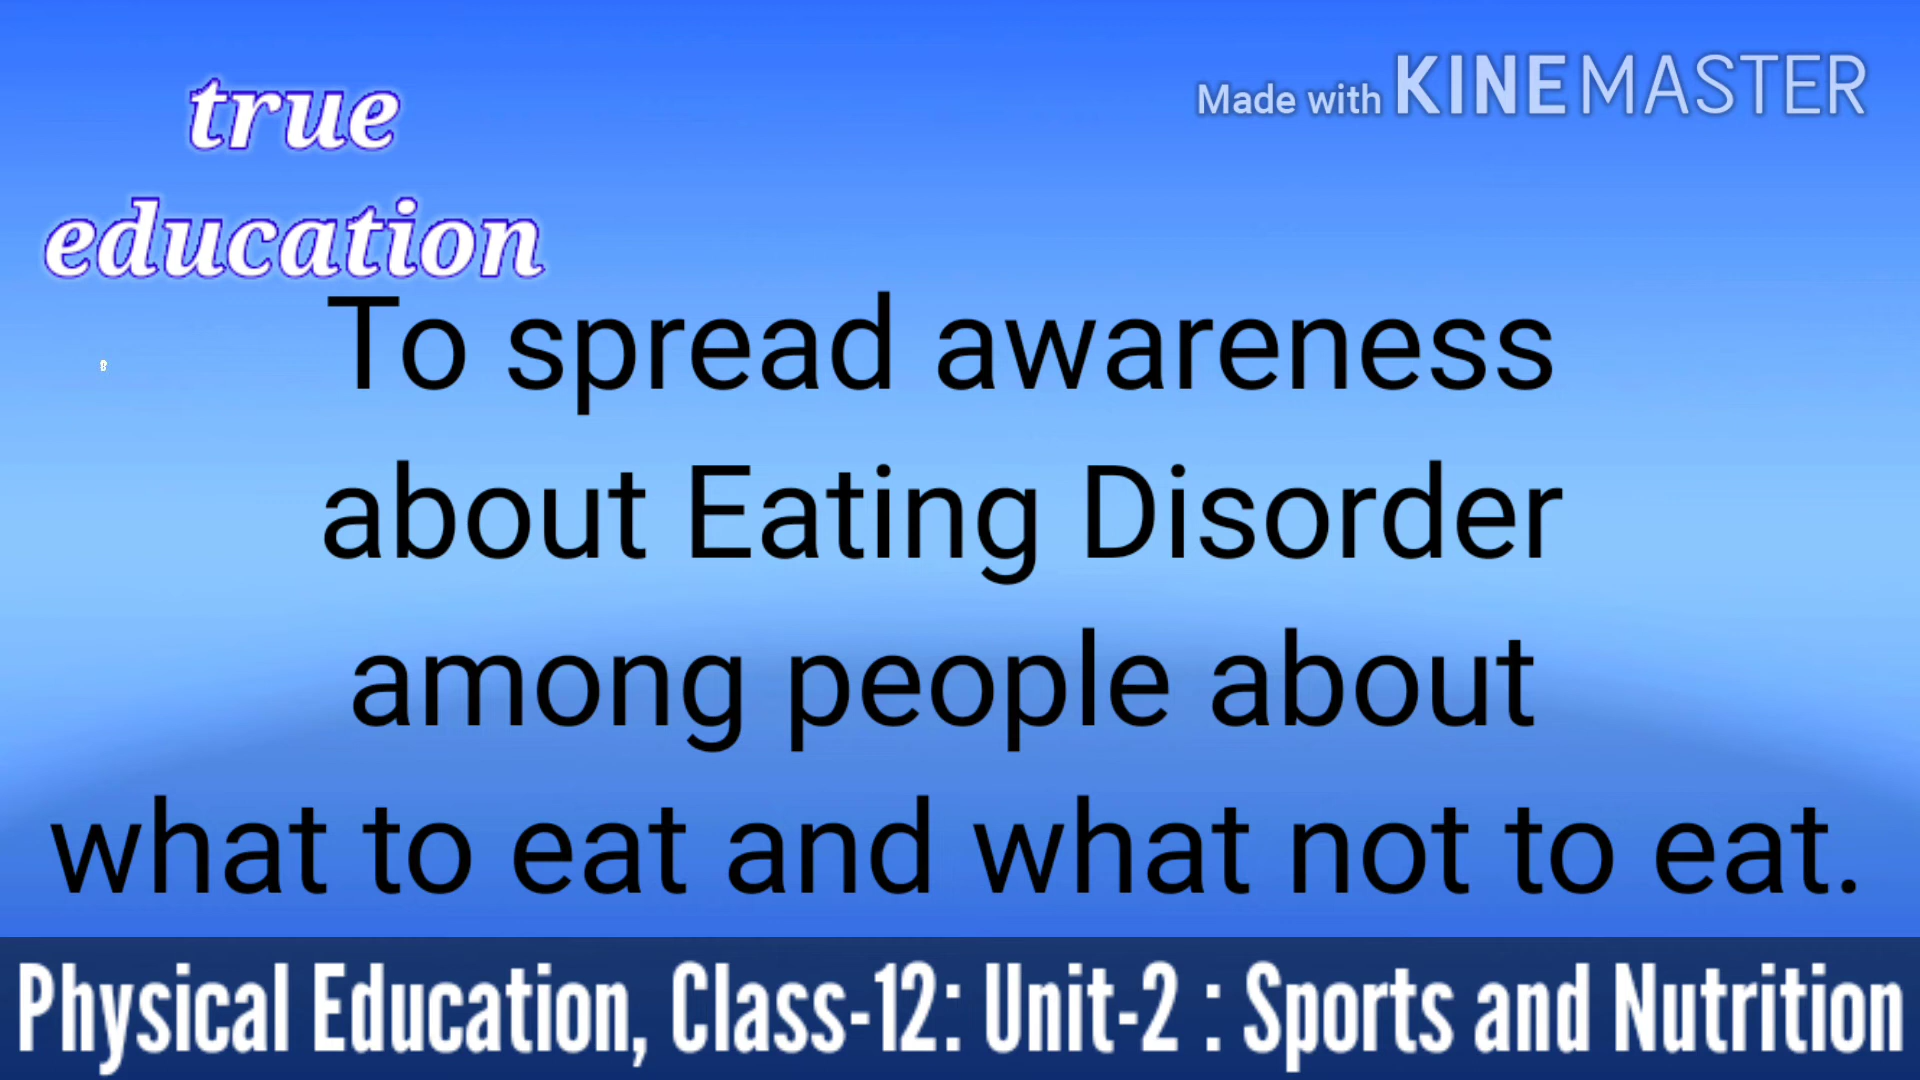 true
education
Made with KINEMASTER
To spread awareness
about Eating Disorder
among people about
what to eat and what not to eat.
Physical Education, Class-12: Unit-2 : Sports and Nutrition